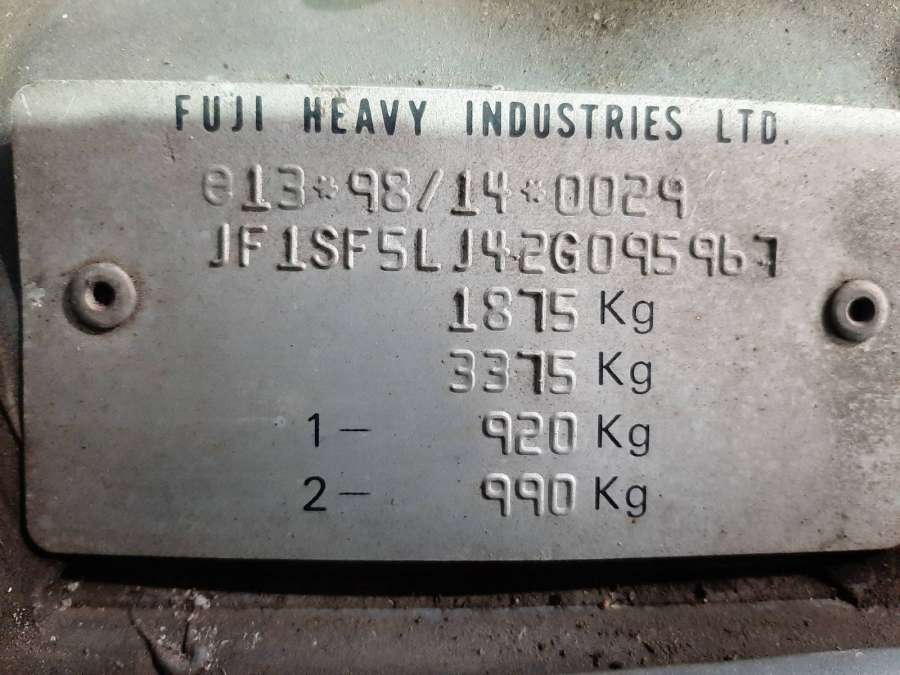 FUJI HEAVY INDUSTRIES LTD.
e13*98/14*0029
JF1SF5LJ42G095967
1875 Kg
3375 Kg
1- 920 Kg
2- 990 Kg